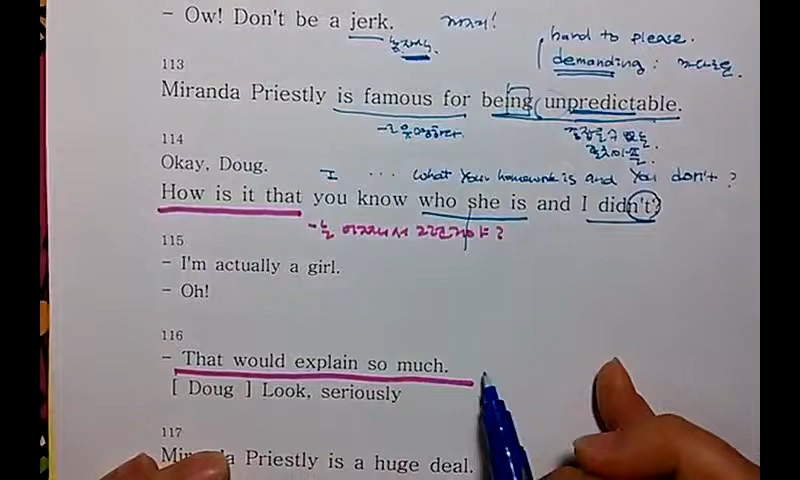 - Ow! Don't be a jerk.
hard to please.
demanding :
113
Miranda Priestly is famous for being unpredictable.
114
Okay, Doug.
I ... what your homework is and you don't?
How is it that you know who she is and I didn't?
115
- I'm actually a girl.
- Oh!
116
- That would explain so much.
[ Doug ] Look, seriously
117
Priestly is a huge deal.